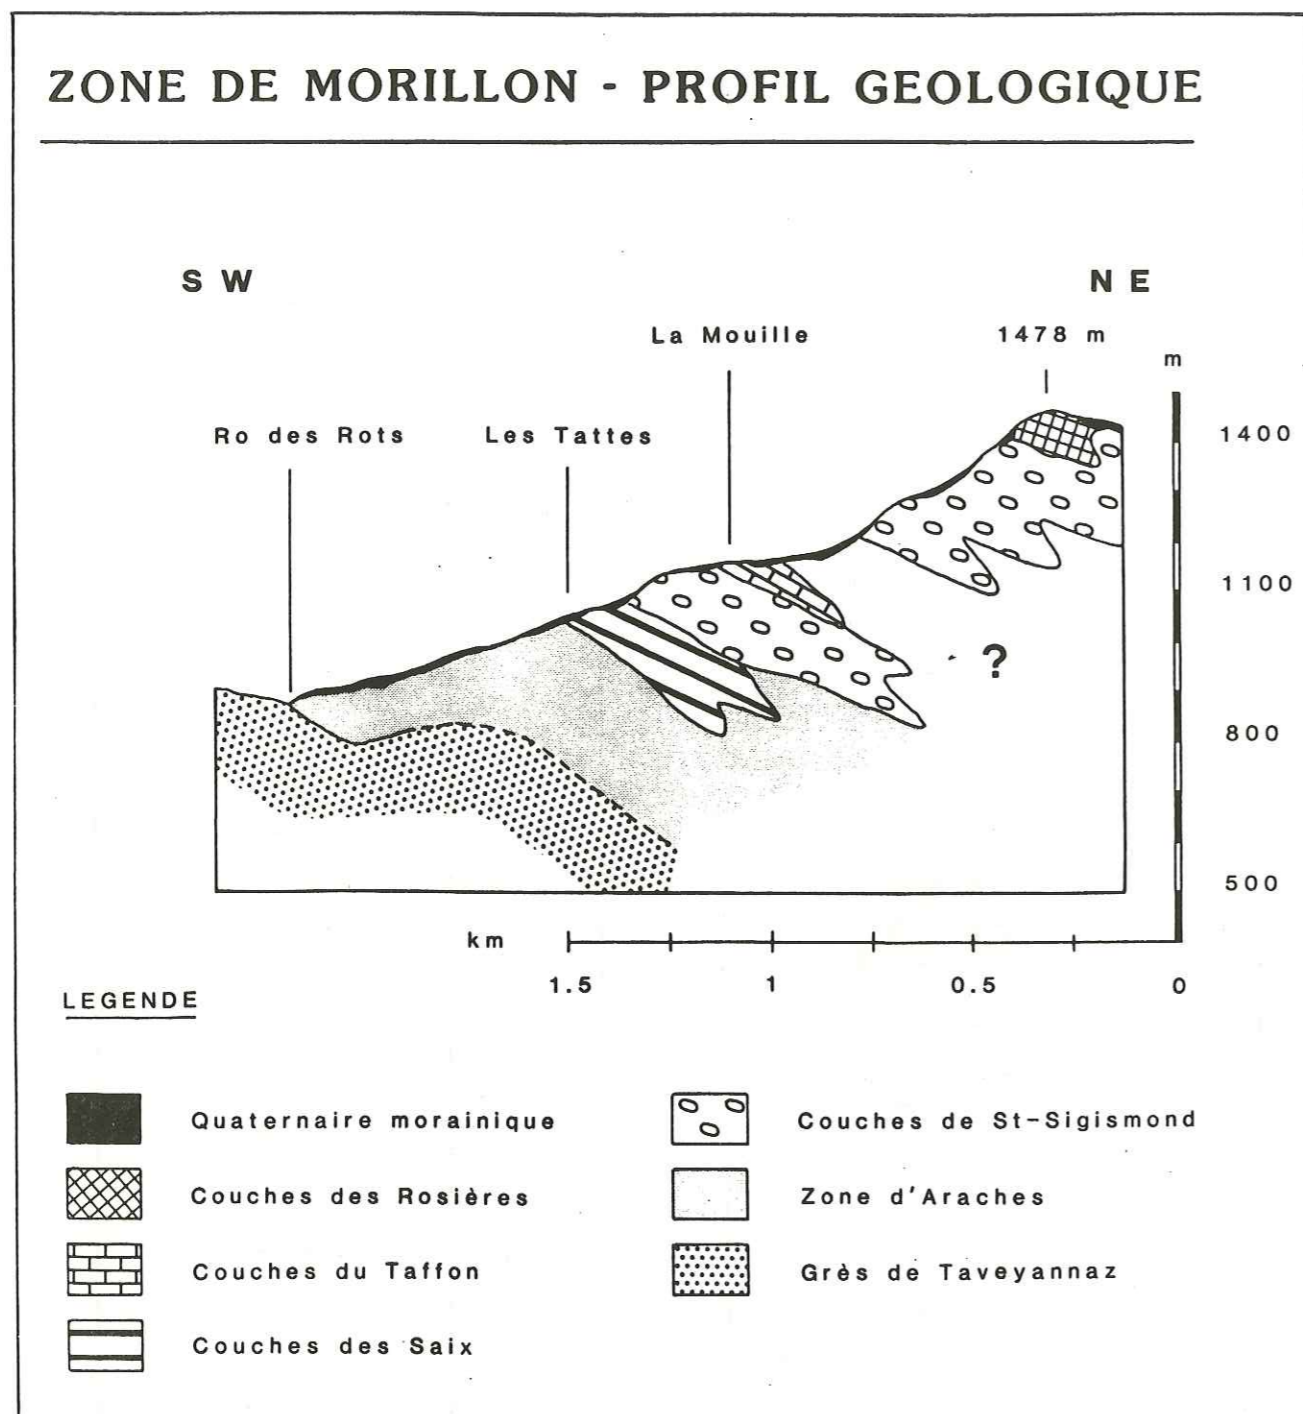 ZONE DE MORILLON - PROFIL GEOLOGIQUE
SW NE
La Mouille 1478 m
m
Ro des Rots Les Tattes
1400
1100
?
800
500
km
1.5 1 0.5 0
LEGENDE
Quaternaire morainique
Couches des Rosières
Couches du Taffon
Couches des Saix
Couches de St-Sigismond
Zone d'Araches
Grès de Taveyannaz